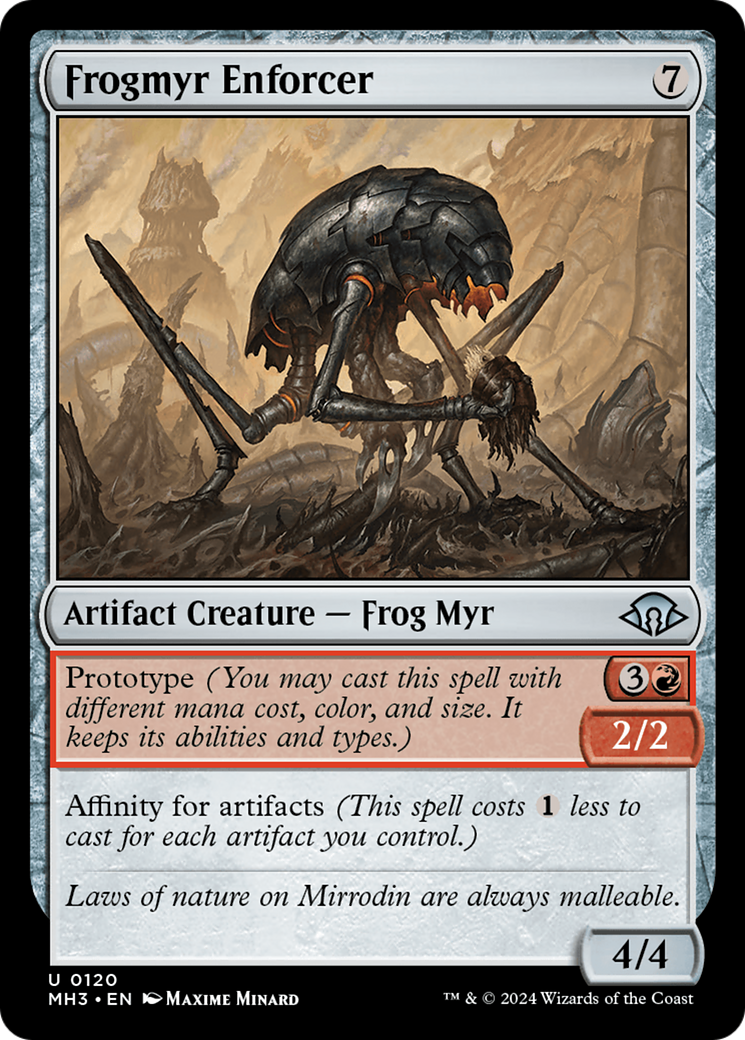 Frogmyr Enforcer 7
Artifact Creature — Frog Myr
Prototype (You may cast this spell with 3
different mana cost, color, and size. It
keeps its abilities and types.) 2/2
Affinity for artifacts (This spell costs 1 less to
cast for each artifact you control.)
Laws of nature on Mirrodin are always malleable.
4/4
U 0120
MH3 • EN Maxime Minard ™ & © 2024 Wizards of the Coast